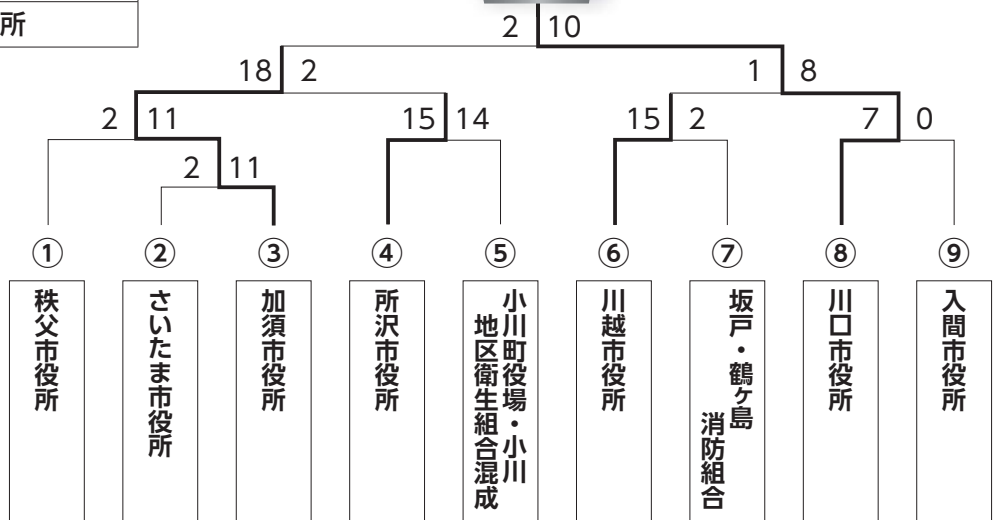 所
2 10
18 2
1 8
2 11
15 14
15 2
7 0
2 11
① ② ③ ④ ⑤ ⑥ ⑦ ⑧ ⑨
秩父市役所
さいたま市役所
加須市役所
所沢市役所
小川町役場・小川
地区衛生組合混成
川越市役所
坂戸・鶴ヶ島
消防組合
川口市役所
入間市役所